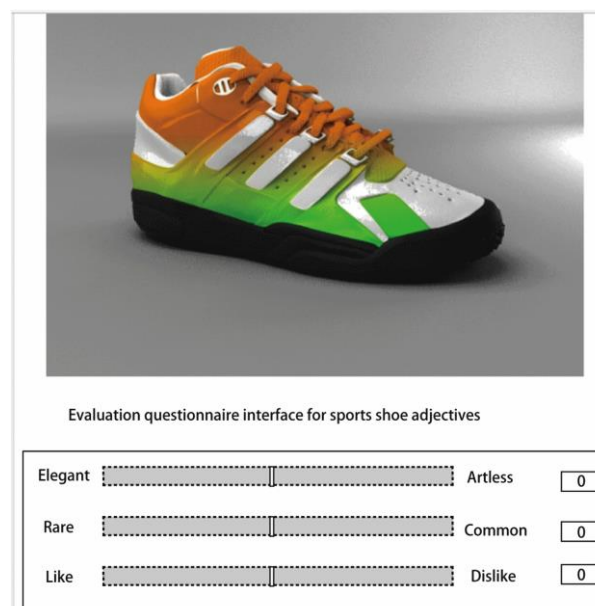 Evaluation questionnaire interface for sports shoe adjectives
Elegant Artless 0
Rare Common 0
Like Dislike 0